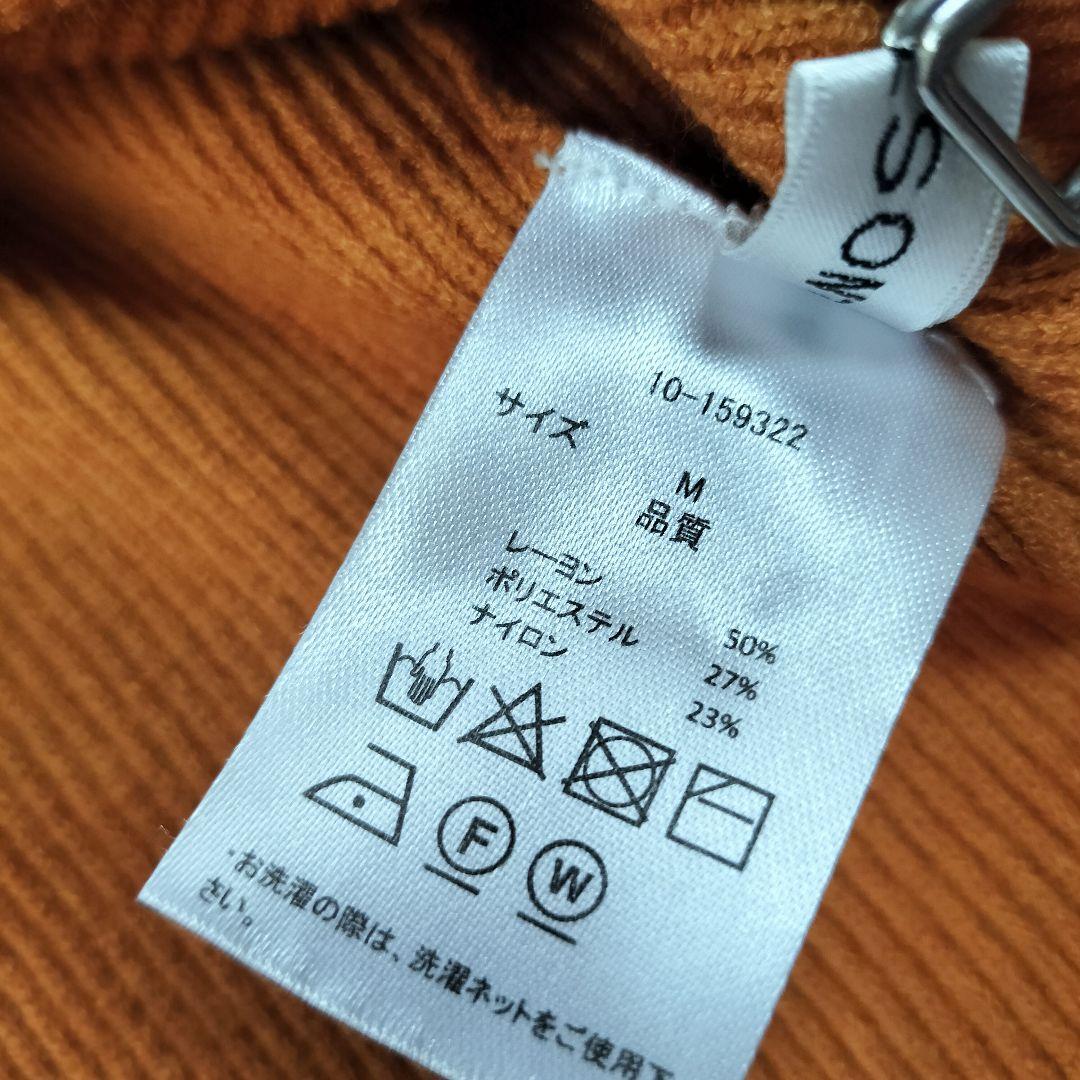 10-159322
サイズ
M
品質
レーヨン 50%
ポリエステル 27%
ナイロン 23%
F W
・お洗濯の際は、洗濯ネットをご使用下
さい。